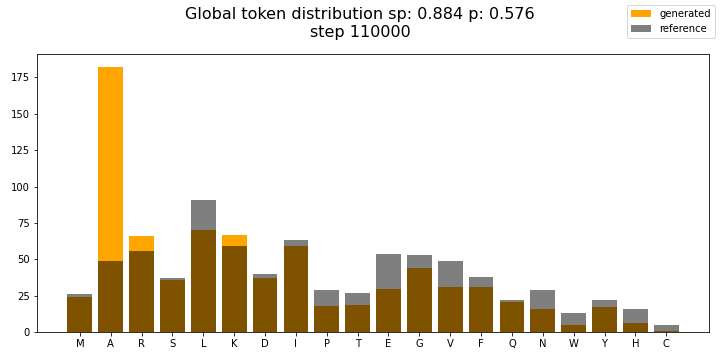 Global token distribution sp: 0.884 p: 0.576
step 110000
generated
reference
175
150
125
100
75
50
25
0
M A R S L K D I P T E G V F Q N W Y H C